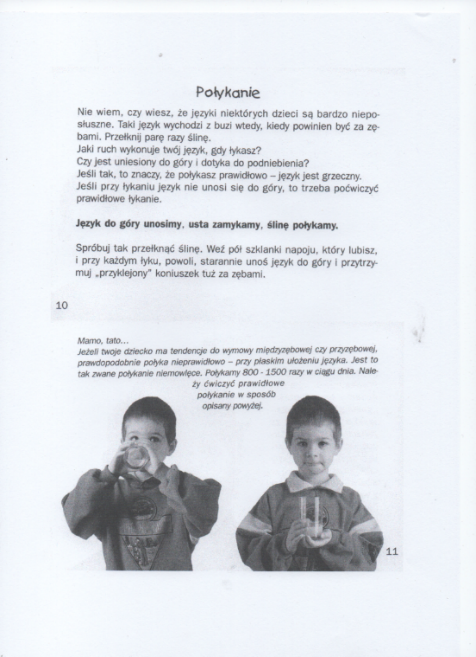 Połykanie
Nie wiem, czy wiesz, że języki niektórych dzieci są bardzo niepo-
słuszne. Taki język wychodzi z buzi wtedy, kiedy powinien być za zę-
bami. Przełknij parę razy ślinę.
Jaki ruch wykonuje twój język, gdy łykasz?
Czy jest uniesiony do góry i dotyka do podniebienia?
Jeśli tak, to znaczy, że połykasz prawidłowo – język jest grzeczny.
Jeśli przy łykaniu język nie unosi się do góry, to trzeba poćwiczyć
prawidłowe łykanie.
Język do góry unosimy, usta zamykamy, ślinę połykamy.
Spróbuj tak przełknąć ślinę. Weź pół szklanki napoju, który lubisz,
i przy każdym łyku, powoli, starannie unoś język do góry i przytrzy-
muj „przyklejony” koniuszek tuż za zębami.
10
Mamo, tato...
Jeżeli twoje dziecko ma tendencje do wymowy międzyzębowej czy przyzębowej,
prawdopodobnie połyka nieprawidłowo – przy płaskim ułożeniu języka. Jest to
tak zwane połykanie niemowlęce. Połykamy 800 - 1500 razy w ciągu dnia. Nale-
ży ćwiczyć prawidłowe
połykanie w sposób
opisany powyżej.
11